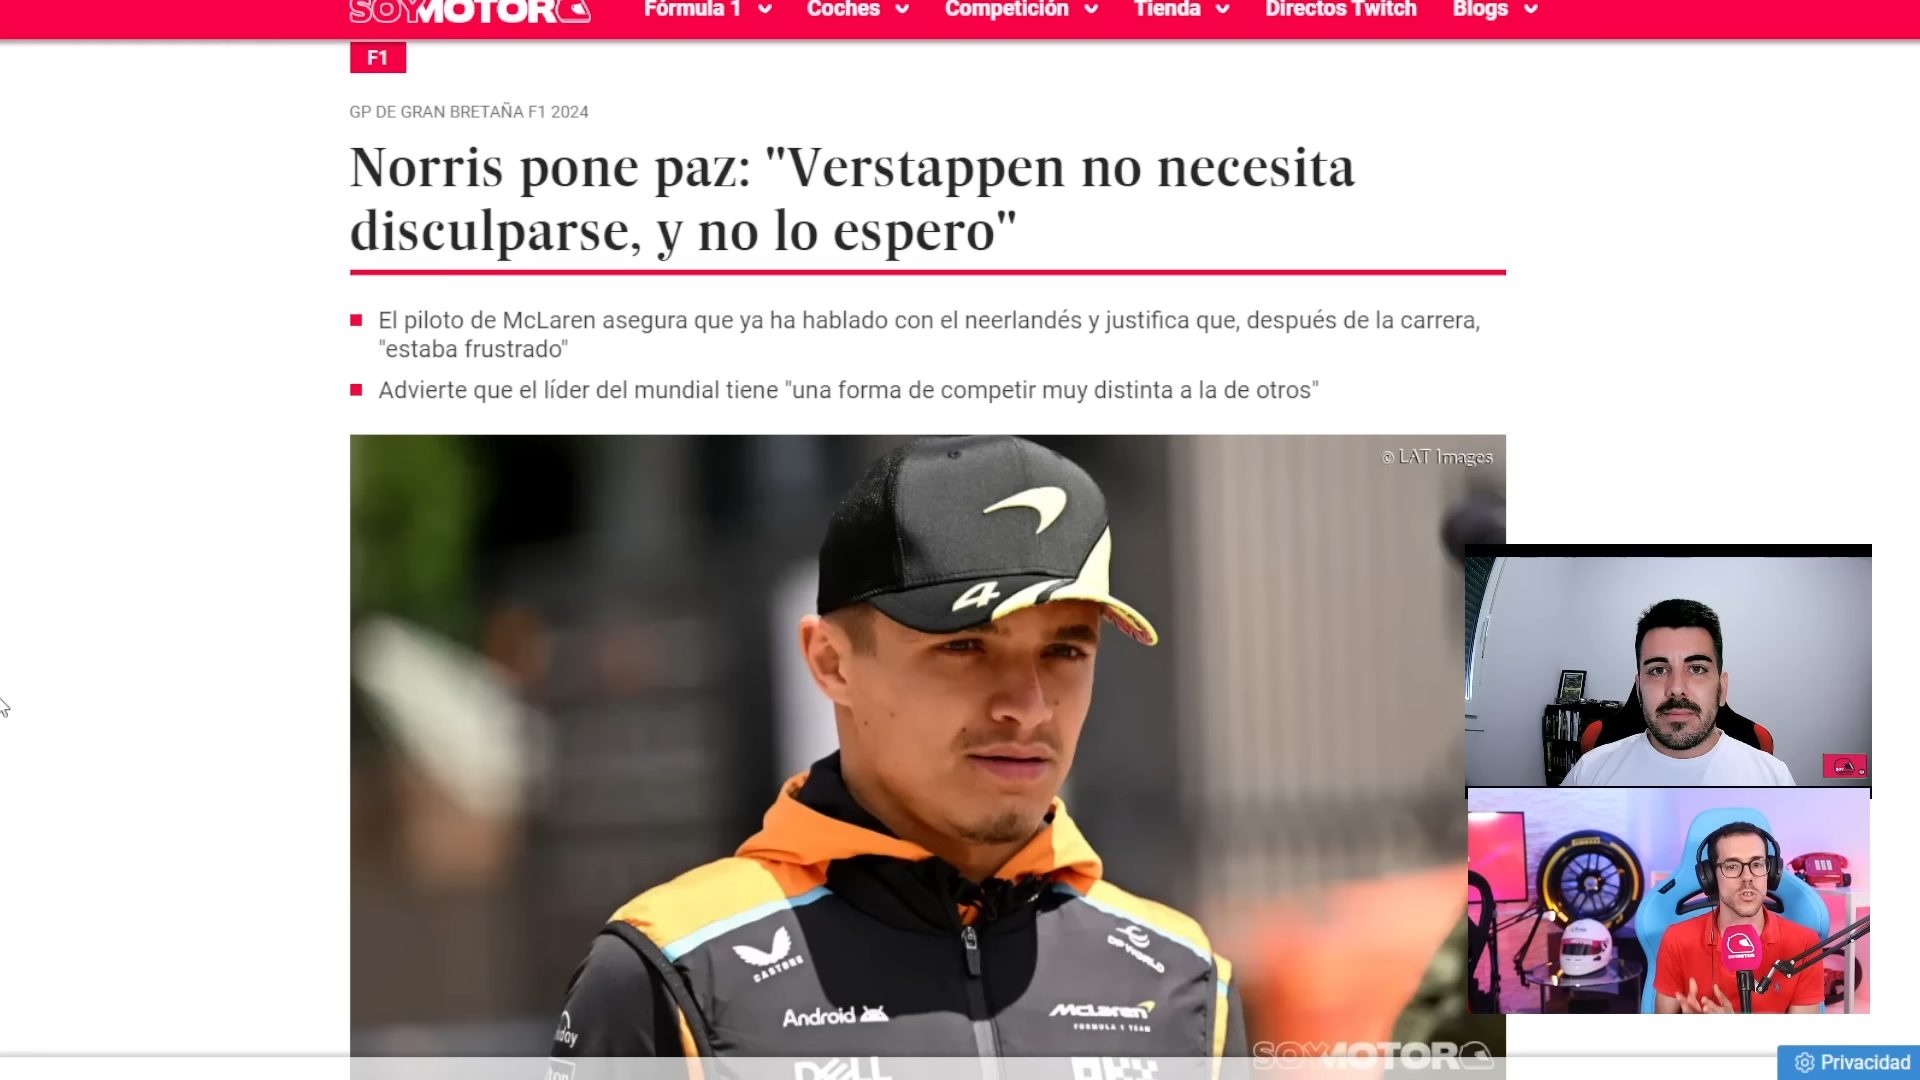 SOYMOTOR
Fórmula 1
Coches
Competición
Tienda
Directos Twitch
Blogs
F1
GP DE GRAN BRETAÑA F1 2024
Norris pone paz: "Verstappen no necesita
disculparse, y no lo espero"
El piloto de McLaren asegura que ya ha hablado con el neerlandés y justifica que, después de la carrera,
"estaba frustrado"
Advierte que el líder del mundial tiene "una forma de competir muy distinta a la de otros"
© LAT Images
4
CASTORE
DP WORLD
Android
McLaren
FORMULA 1 TEAM
DELL
SOYMOTOR
Privacidad